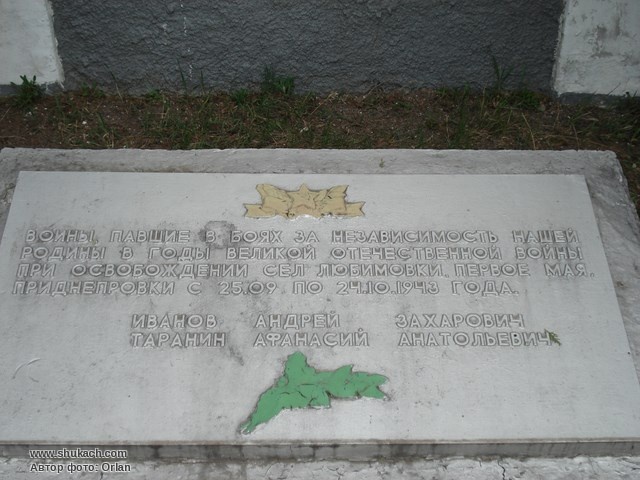 ВОИНЫ, ПАВШИЕ В БОЯХ ЗА НЕЗАВИСИМОСТЬ НАШЕЙ
РОДИНЫ В ГОДЫ ВЕЛИКОЙ ОТЕЧЕСТВЕННОЙ ВОЙНЫ
ПРИ ОСВОБОЖДЕНИИ СЕЛ ЛЮБИМОВКИ, ПЕРВОЕ МАЯ,
ПРИДНЕПРОВКИ С 25.09. ПО 24.10.1943 ГОДА.
ИВАНОВ АНДРЕЙ ЗАХАРОВИЧ
ТАРАНИН АФАНАСИЙ АНАТОЛЬЕВИЧ
www.shukach.com
Автор фото: Orlan